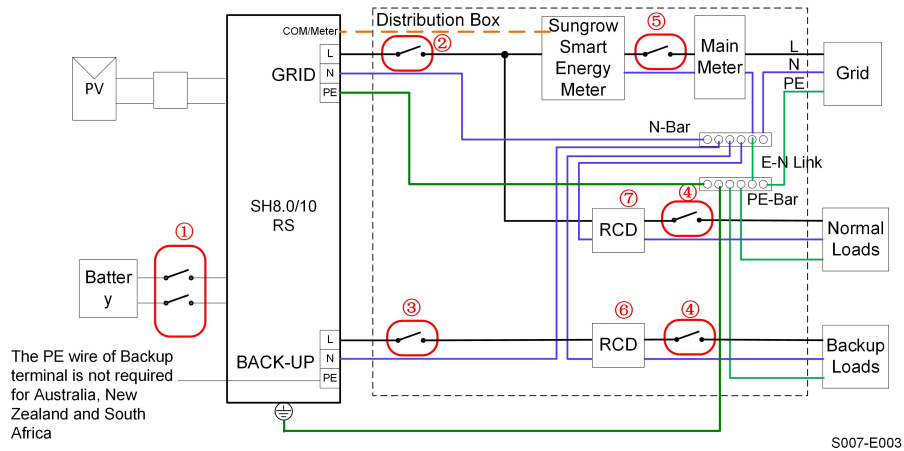 Distribution Box
COM/Meter
Sungrow
Smart
Energy
Meter
Main
Meter
②
⑤
L
N
PE
Grid
PV
L
GRID
N
PE
N-Bar
E-N Link
PE-Bar
SH8.0/10
RS
⑦
④
RCD
Normal
Loads
①
Batter
y
③
⑥
④
L
BACK-UP
N
PE
RCD
Backup
Loads
The PE wire of Backup
terminal is not required
for Australia, New
Zealand and South
Africa
S007-E003